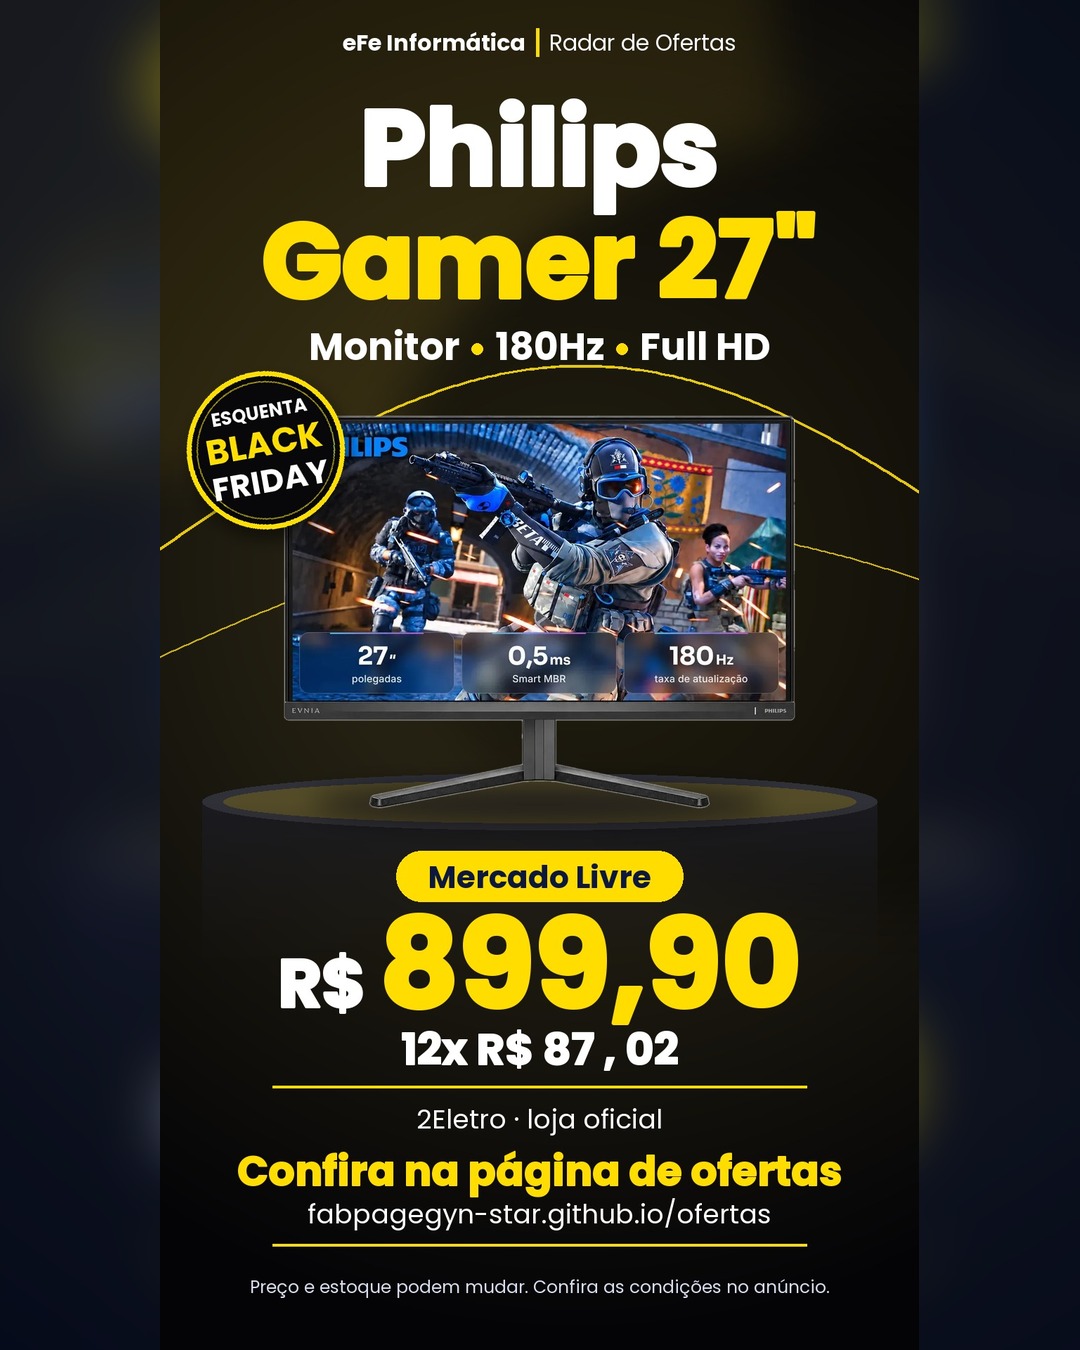 eFe Informática | Radar de Ofertas
Philips
Gamer 27"
Monitor • 180Hz • Full HD
ESQUENTA
BLACK
FRIDAY
LIPS
BETA
27"
polegadas
0,5ms
Smart MBR
180Hz
taxa de atualização
EVNIA
PHILIPS
Mercado Livre
R$ 899,90
12x R$ 87 , 02
2Eletro · loja oficial
Confira na página de ofertas
fabpagegyn-star.github.io/ofertas
Preço e estoque podem mudar. Confira as condições no anúncio.